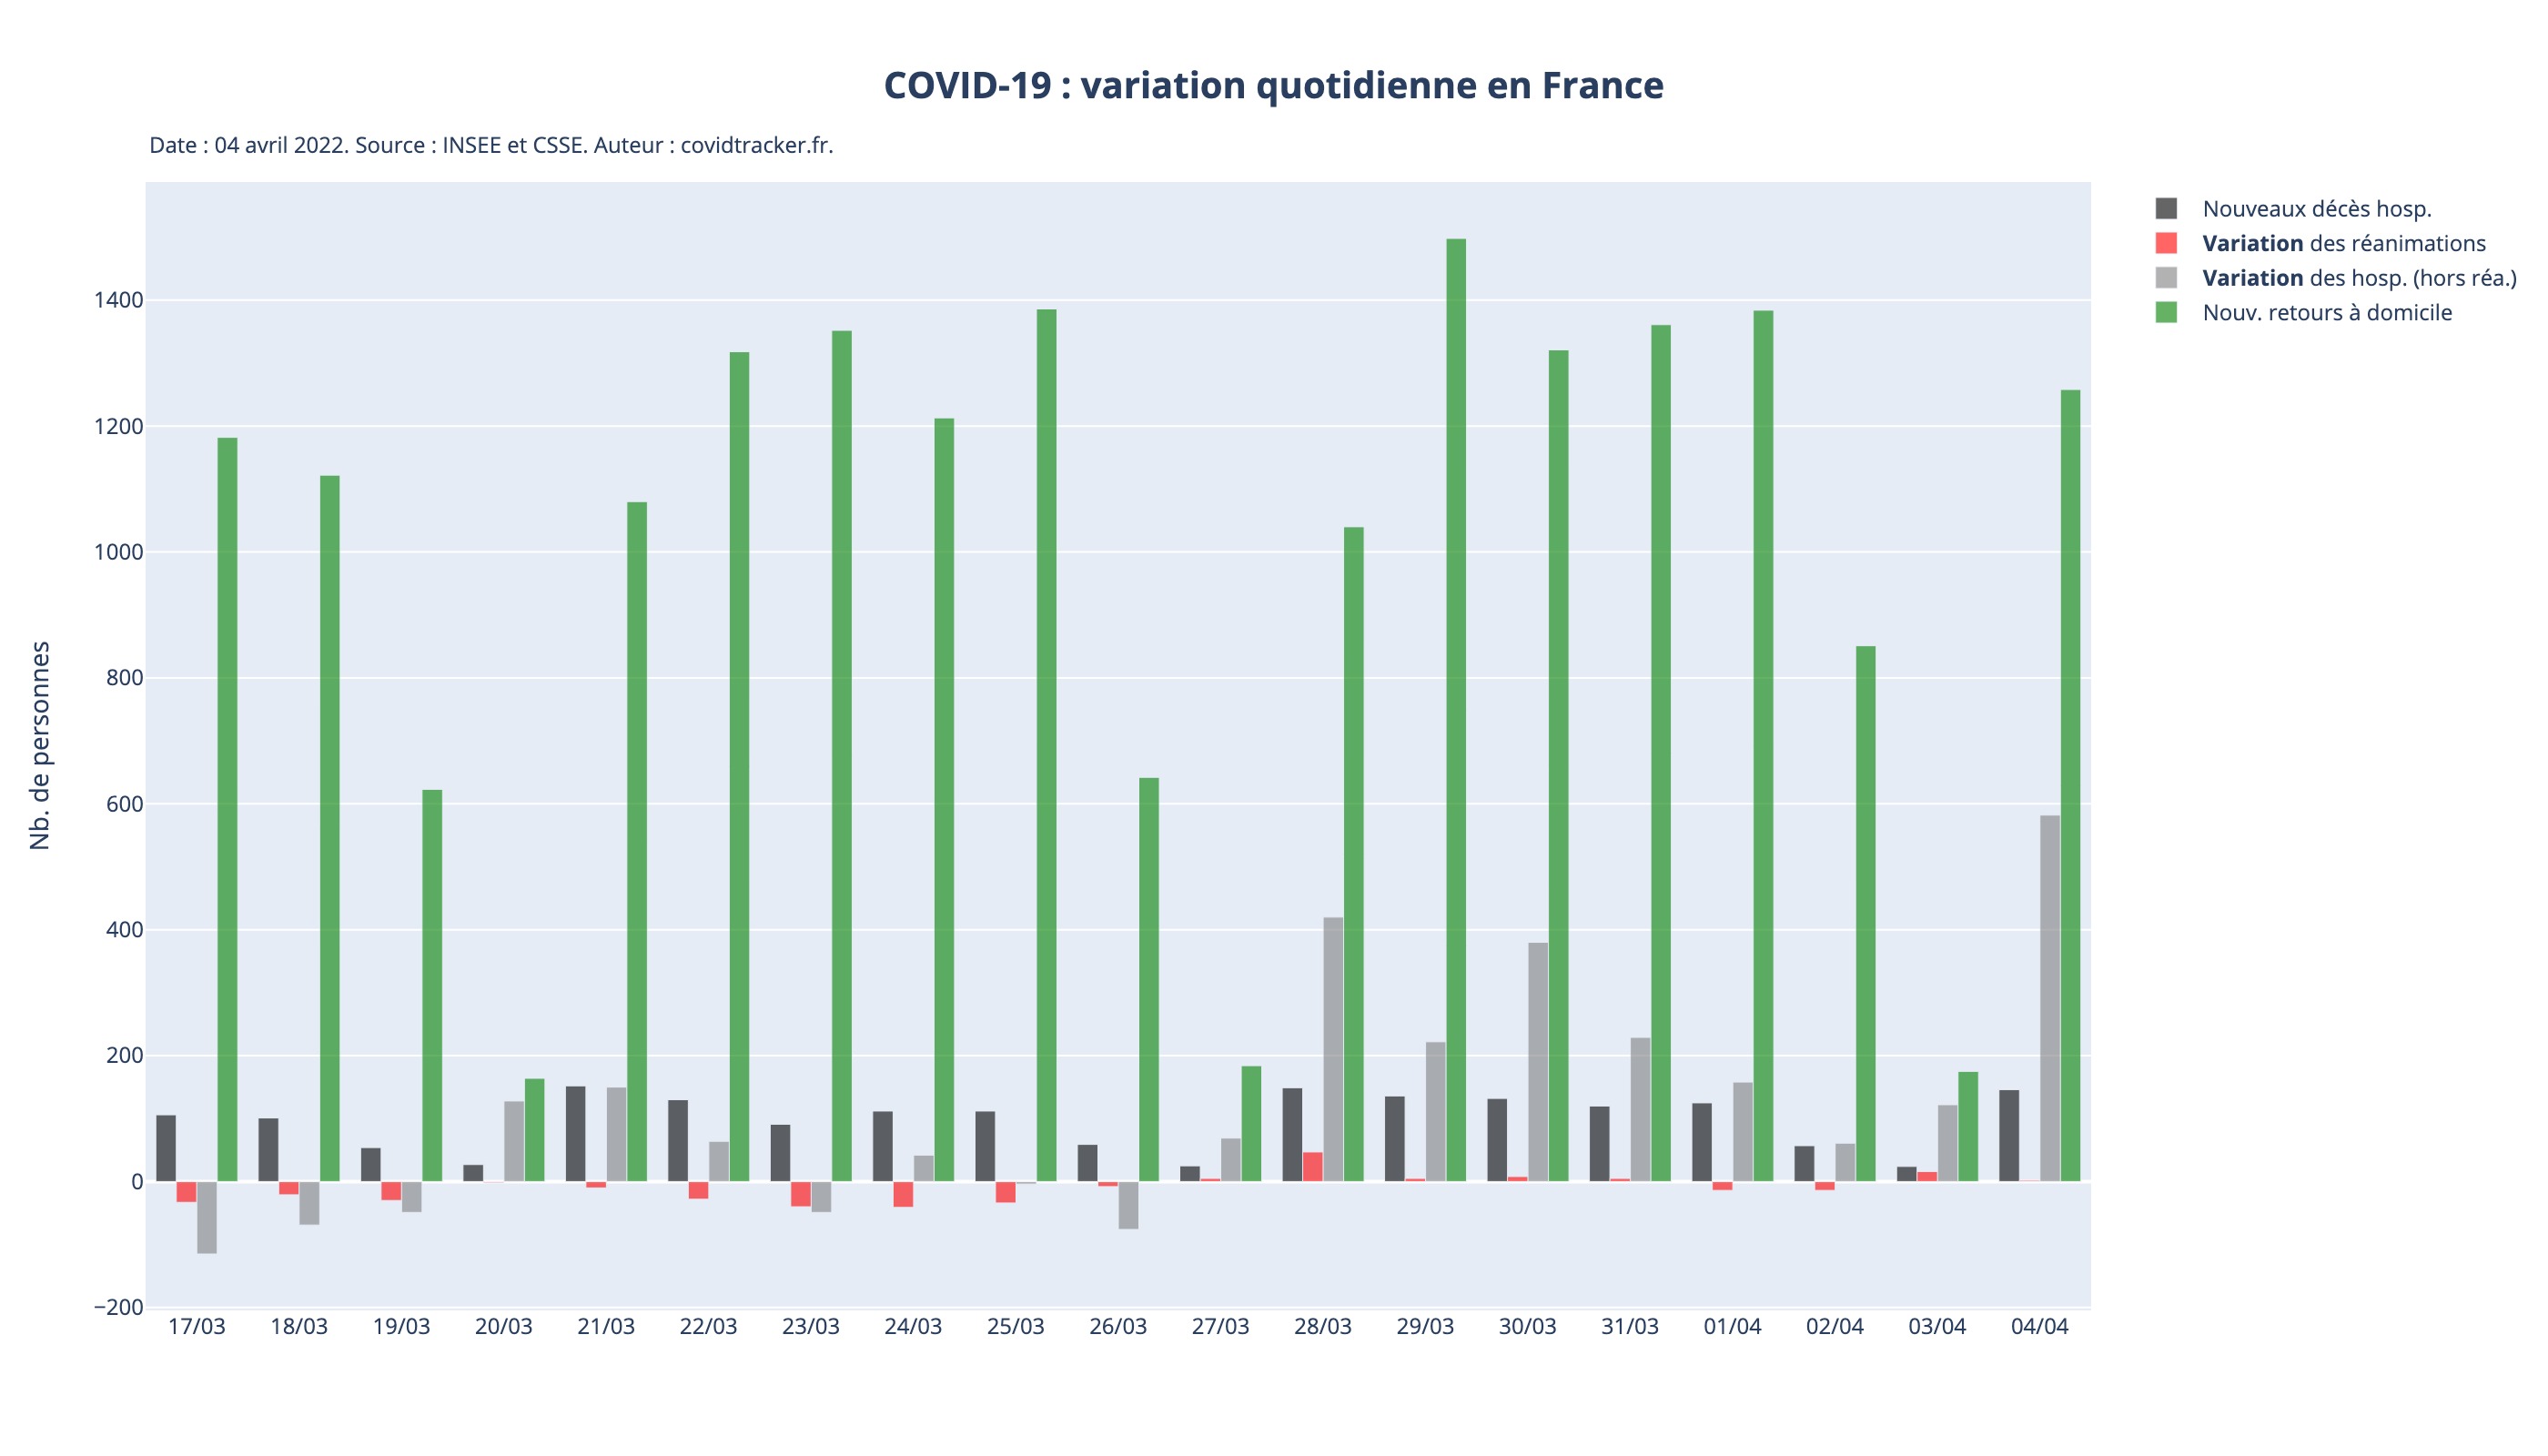 COVID-19 : variation quotidienne en France
Date : 04 avril 2022. Source : INSEE et CSSE. Auteur : covidtracker.fr.
Nouveaux décès hosp.
Variation des réanimations
Variation des hosp. (hors réa.)
Nouv. retours à domicile
Nb. de personnes
1400
1200
1000
800
600
400
200
0
−200
17/03 18/03 19/03 20/03 21/03 22/03 23/03 24/03 25/03 26/03 27/03 28/03 29/03 30/03 31/03 01/04 02/04 03/04 04/04